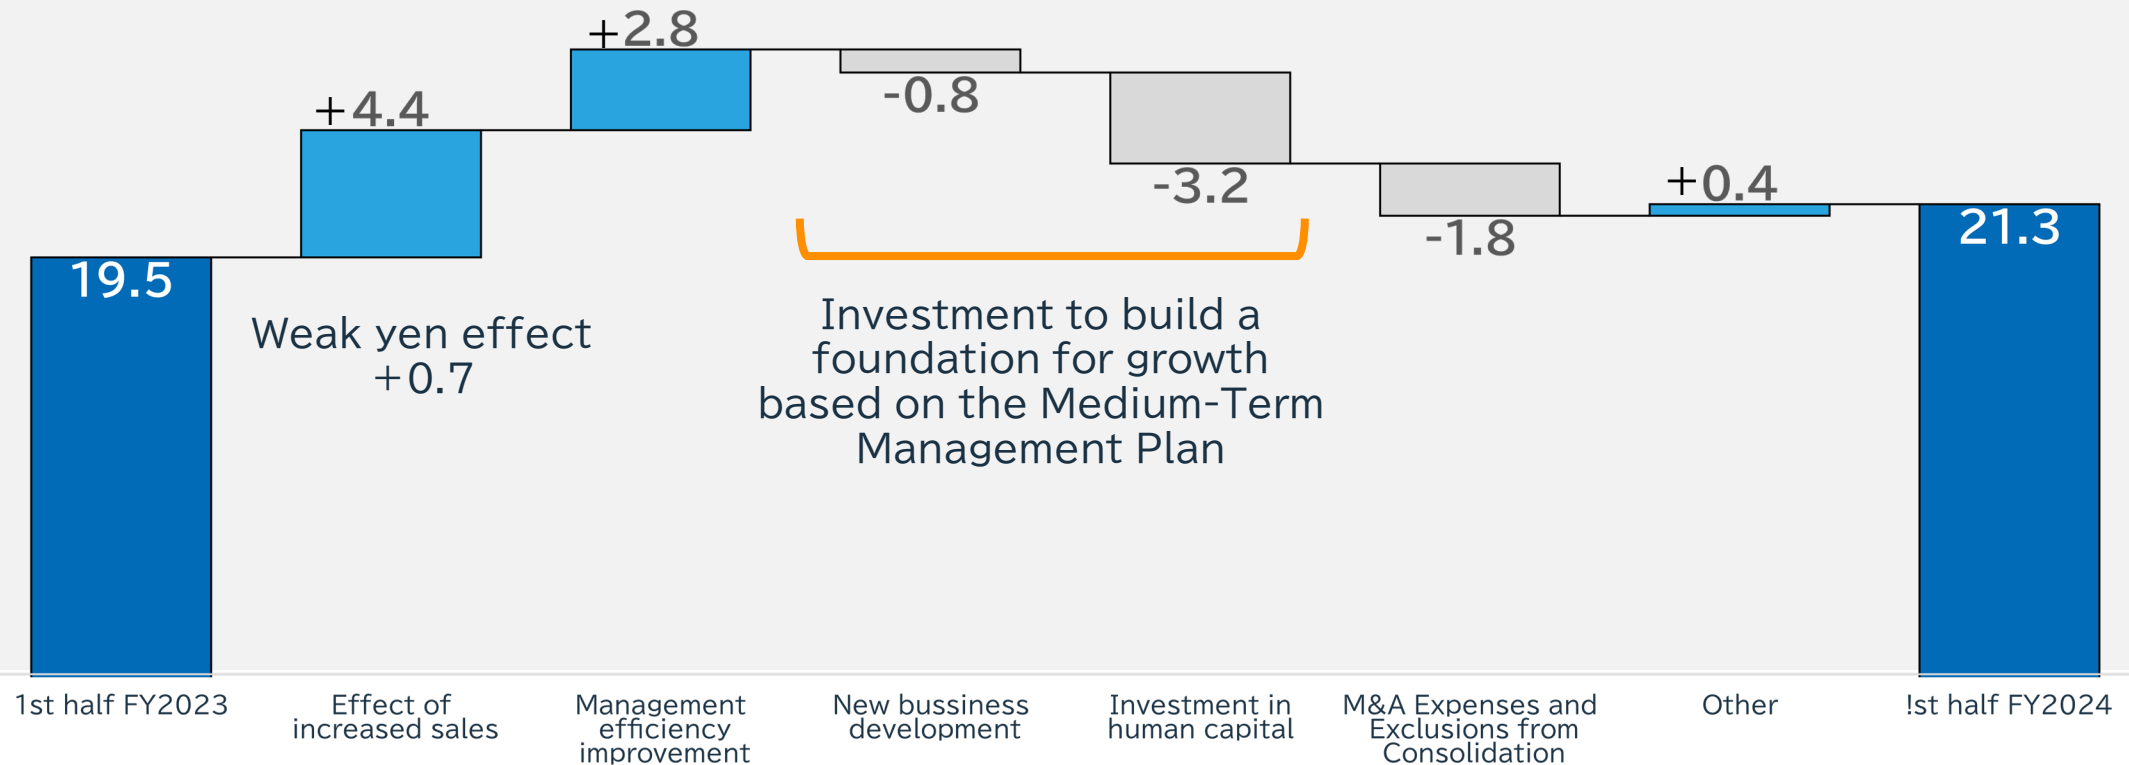 +2.8
+4.4
-0.8
-3.2
+0.4
-1.8
21.3
19.5
Weak yen effect
+0.7
Investment to build a
foundation for growth
based on the Medium-Term
Management Plan
1st half FY2023
Effect of
increased sales
Management
efficiency
improvement
New bussiness
development
Investment in
human capital
M&A Expenses and
Exclusions from
Consolidation
Other
!st half FY2024